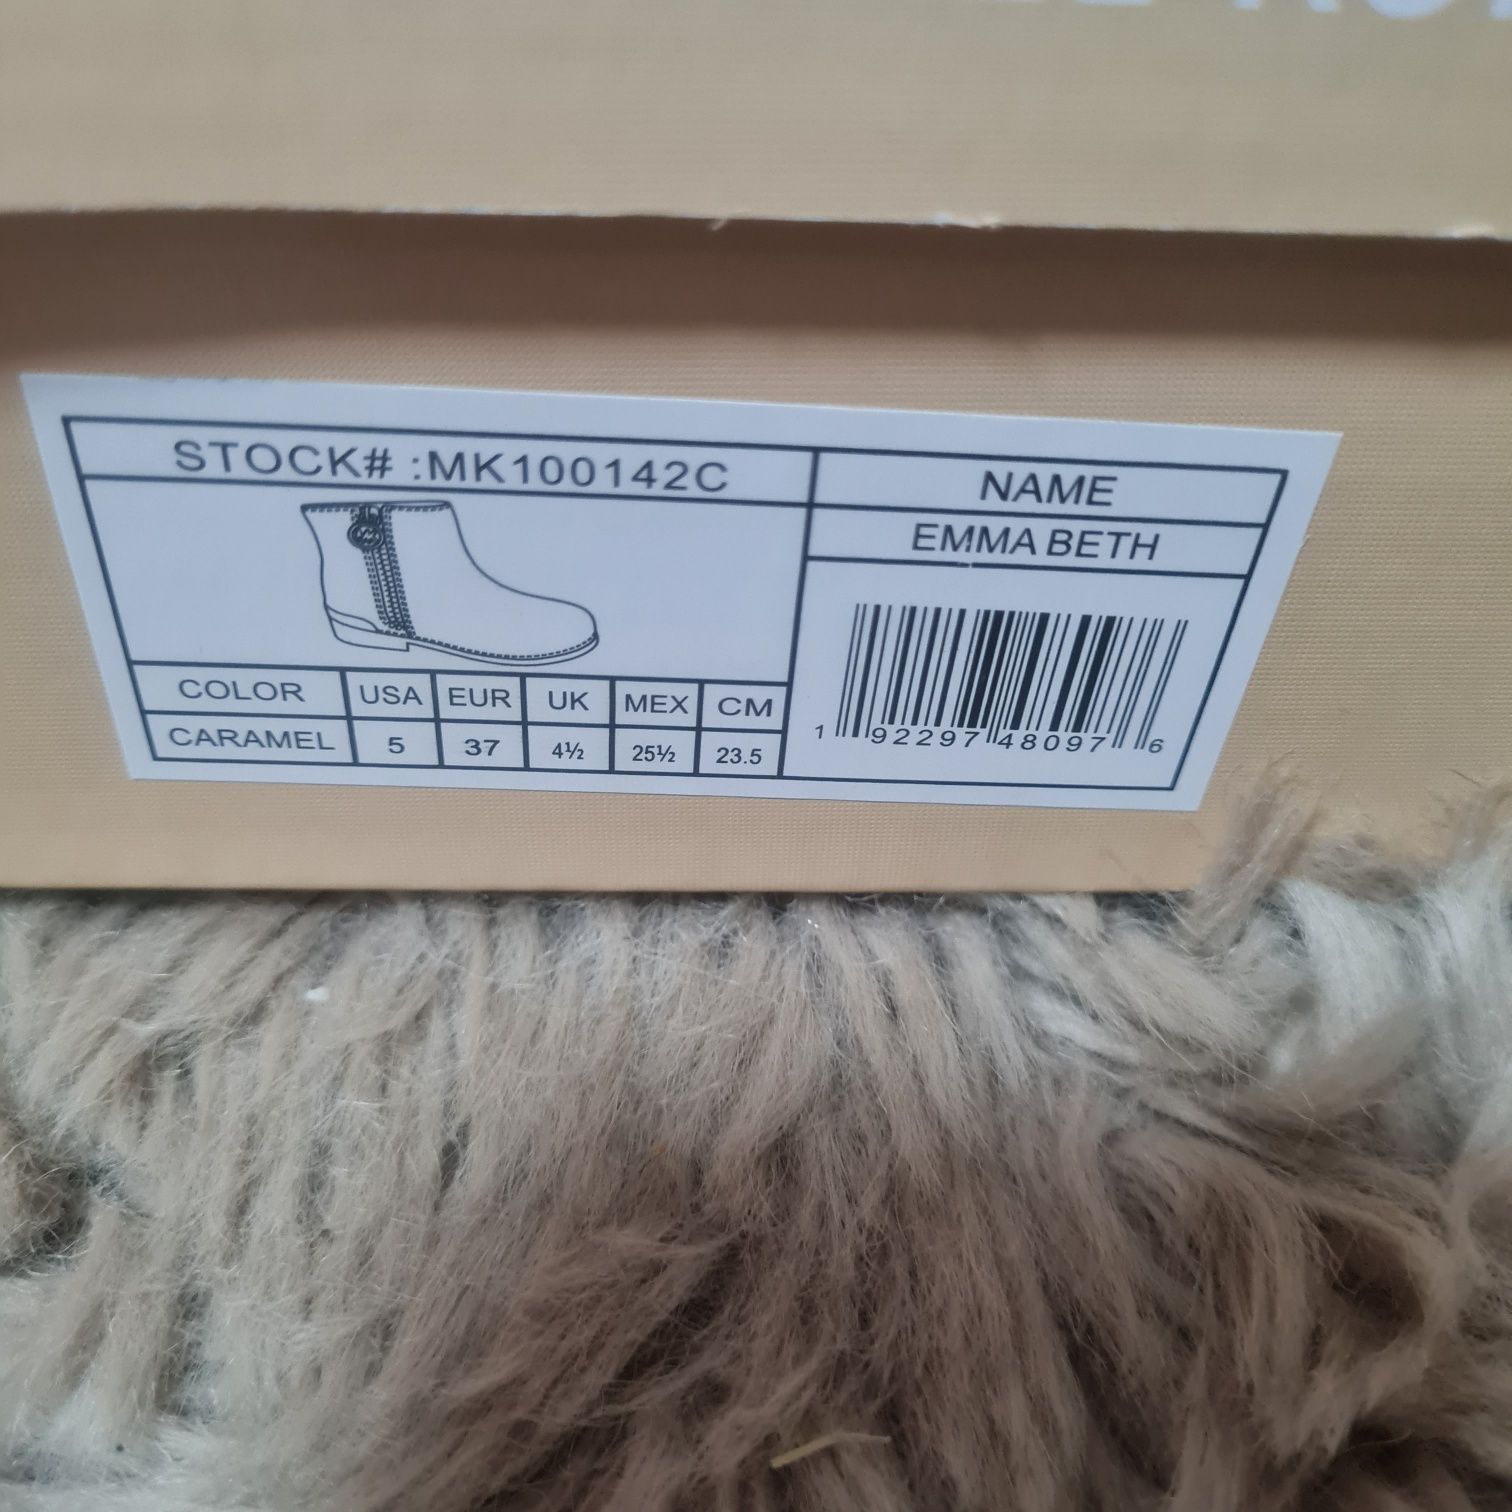 STOCK# :MK100142C
NAME
EMMA BETH
COLOR USA EUR UK MEX CM
CARAMEL 5 37 4½ 25½ 23.5
1 92297 48097 6